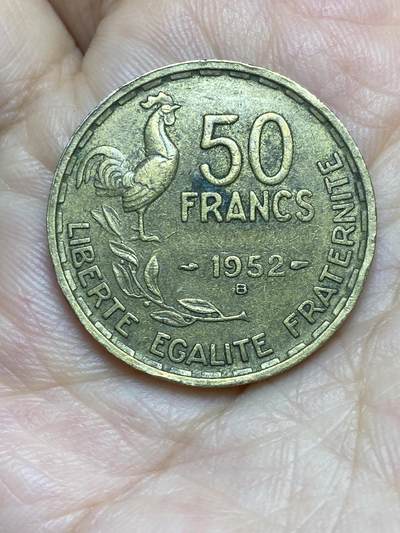 50
FRANCS
1952
B
LIBERTE EGALITE FRATERNITE